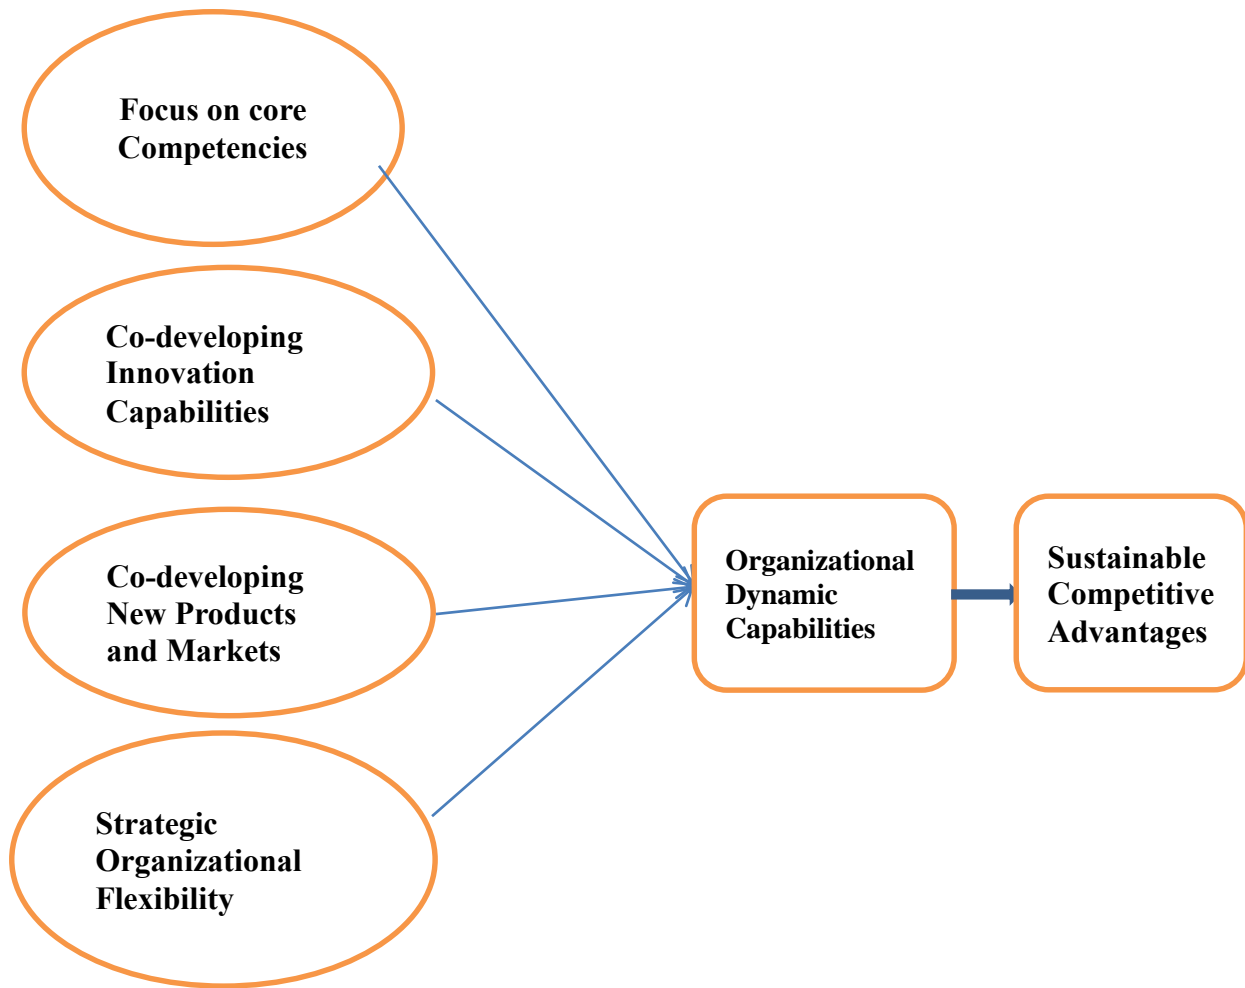 Focus on core
Competencies
Co-developing
Innovation
Capabilities
Co-developing
New Products
and Markets
Strategic
Organizational
Flexibility
Organizational
Dynamic
Capabilities
Sustainable
Competitive
Advantages